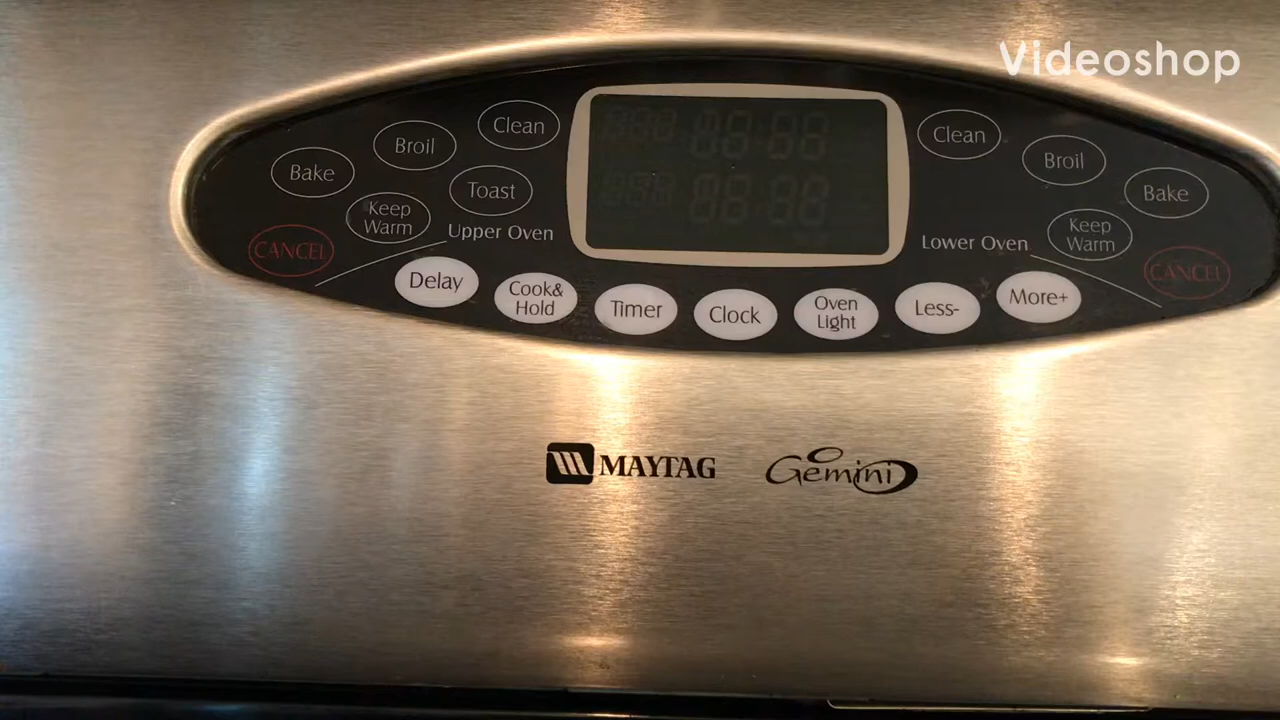 Videoshop
Clean
Broil
Bake
Toast
Keep
Warm
CANCEL
Upper Oven
Clean
Broil
Bake
Keep
Warm
CANCEL
Lower Oven
Delay
Cook&
Hold
Timer
Clock
Oven
Light
Less-
More+
MAYTAG
Gemini